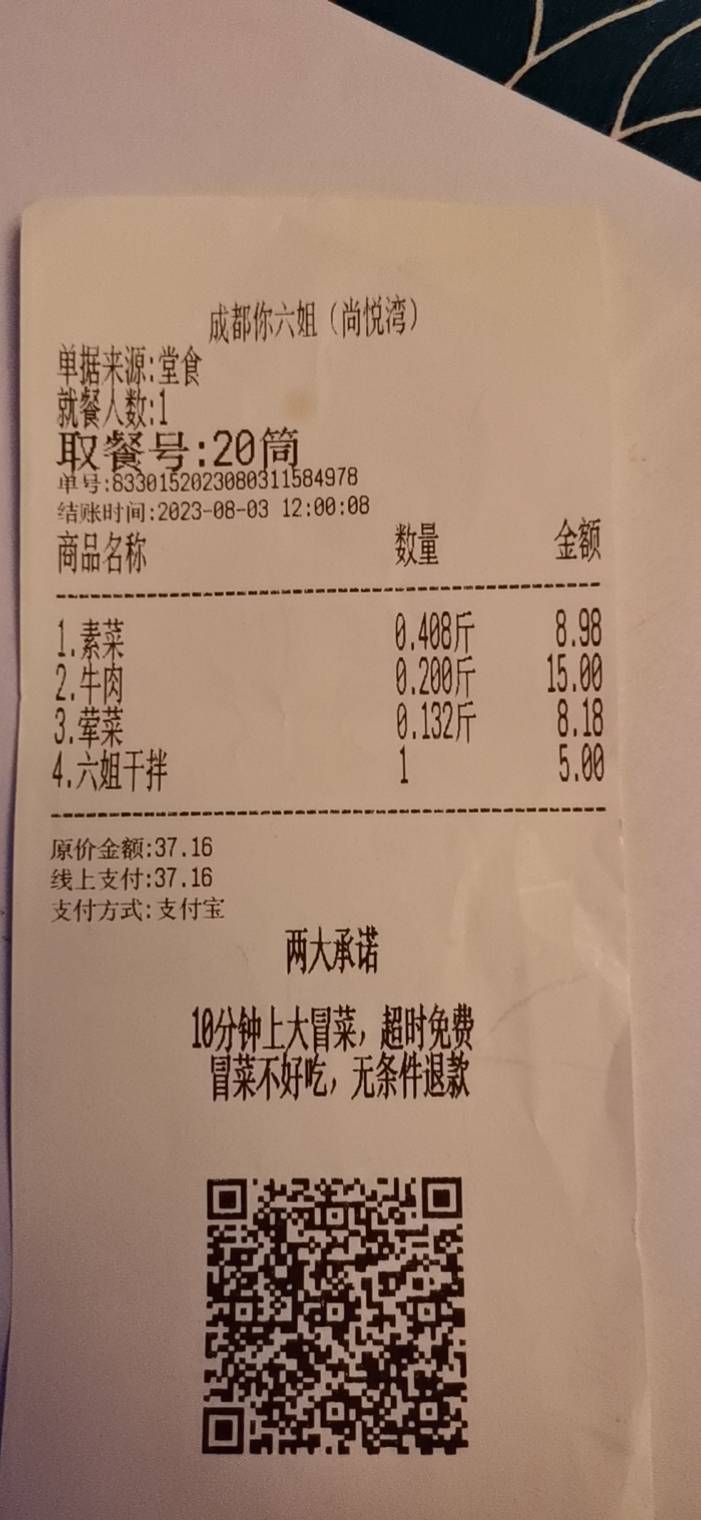 成都你六姐（尚悦湾）
单据来源:堂食
就餐人数:1
取餐号:20筒
单号:8330152023080311584978
结账时间:2023-08-03 12:00:08
商品名称 数量 金额
1.素菜 0.408斤 8.98
2.牛肉 0.200斤 15.00
3.荤菜 0.132斤 8.18
4.六姐干拌 1 5.00
原价金额:37.16
线上支付:37.16
支付方式:支付宝
两大承诺
10分钟上大冒菜，超时免费
冒菜不好吃，无条件退款